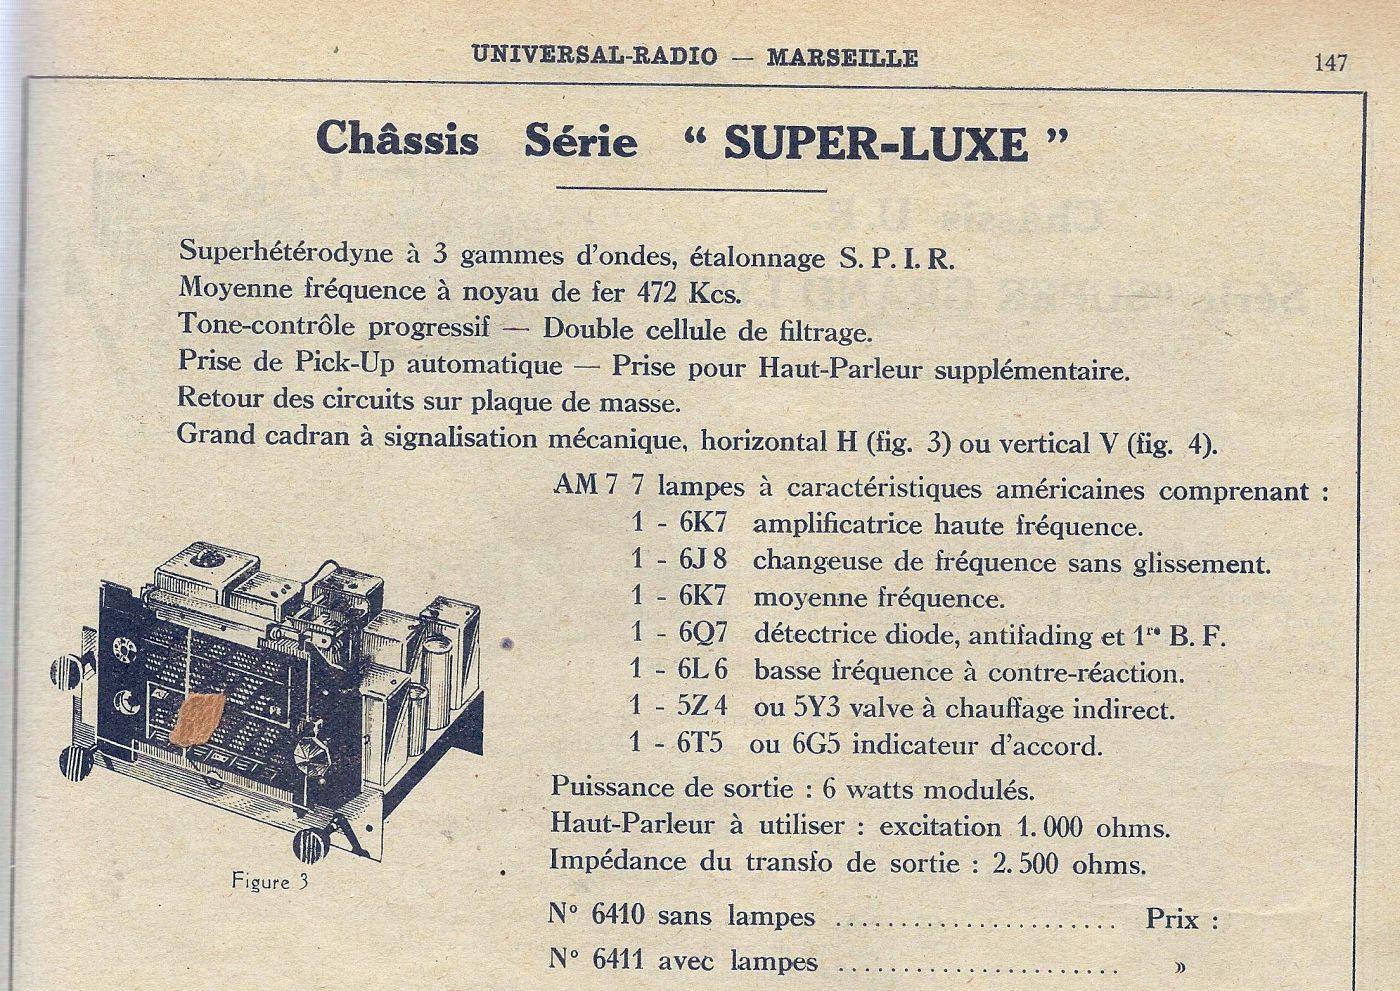 UNIVERSAL-RADIO — MARSEILLE
147
Châssis Série “ SUPER-LUXE ”
Superhétérodyne à 3 gammes d’ondes, étalonnage S. P. I. R.
Moyenne fréquence à noyau de fer 472 Kcs.
Tone-contrôle progressif — Double cellule de filtrage.
Prise de Pick-Up automatique — Prise pour Haut-Parleur supplémentaire.
Retour des circuits sur plaque de masse.
Grand cadran à signalisation mécanique, horizontal H (fig. 3) ou vertical V (fig. 4).
AM 7 7 lampes à caractéristiques américaines comprenant :
1 - 6K7 amplificatrice haute fréquence.
1 - 6J 8 changeuse de fréquence sans glissement.
1 - 6K7 moyenne fréquence.
1 - 6Q7 détectrice diode, antifading et 1re B. F.
1 - 6L 6 basse fréquence à contre-réaction.
1 - 5Z 4 ou 5Y3 valve à chauffage indirect.
1 - 6T5 ou 6G5 indicateur d’accord.
Puissance de sortie : 6 watts modulés.
Haut-Parleur à utiliser : excitation 1. 000 ohms.
Impédance du transfo de sortie : 2. 500 ohms.
Figure 3
N° 6410 sans lampes ...................... Prix :
N° 6411 avec lampes ...................... »